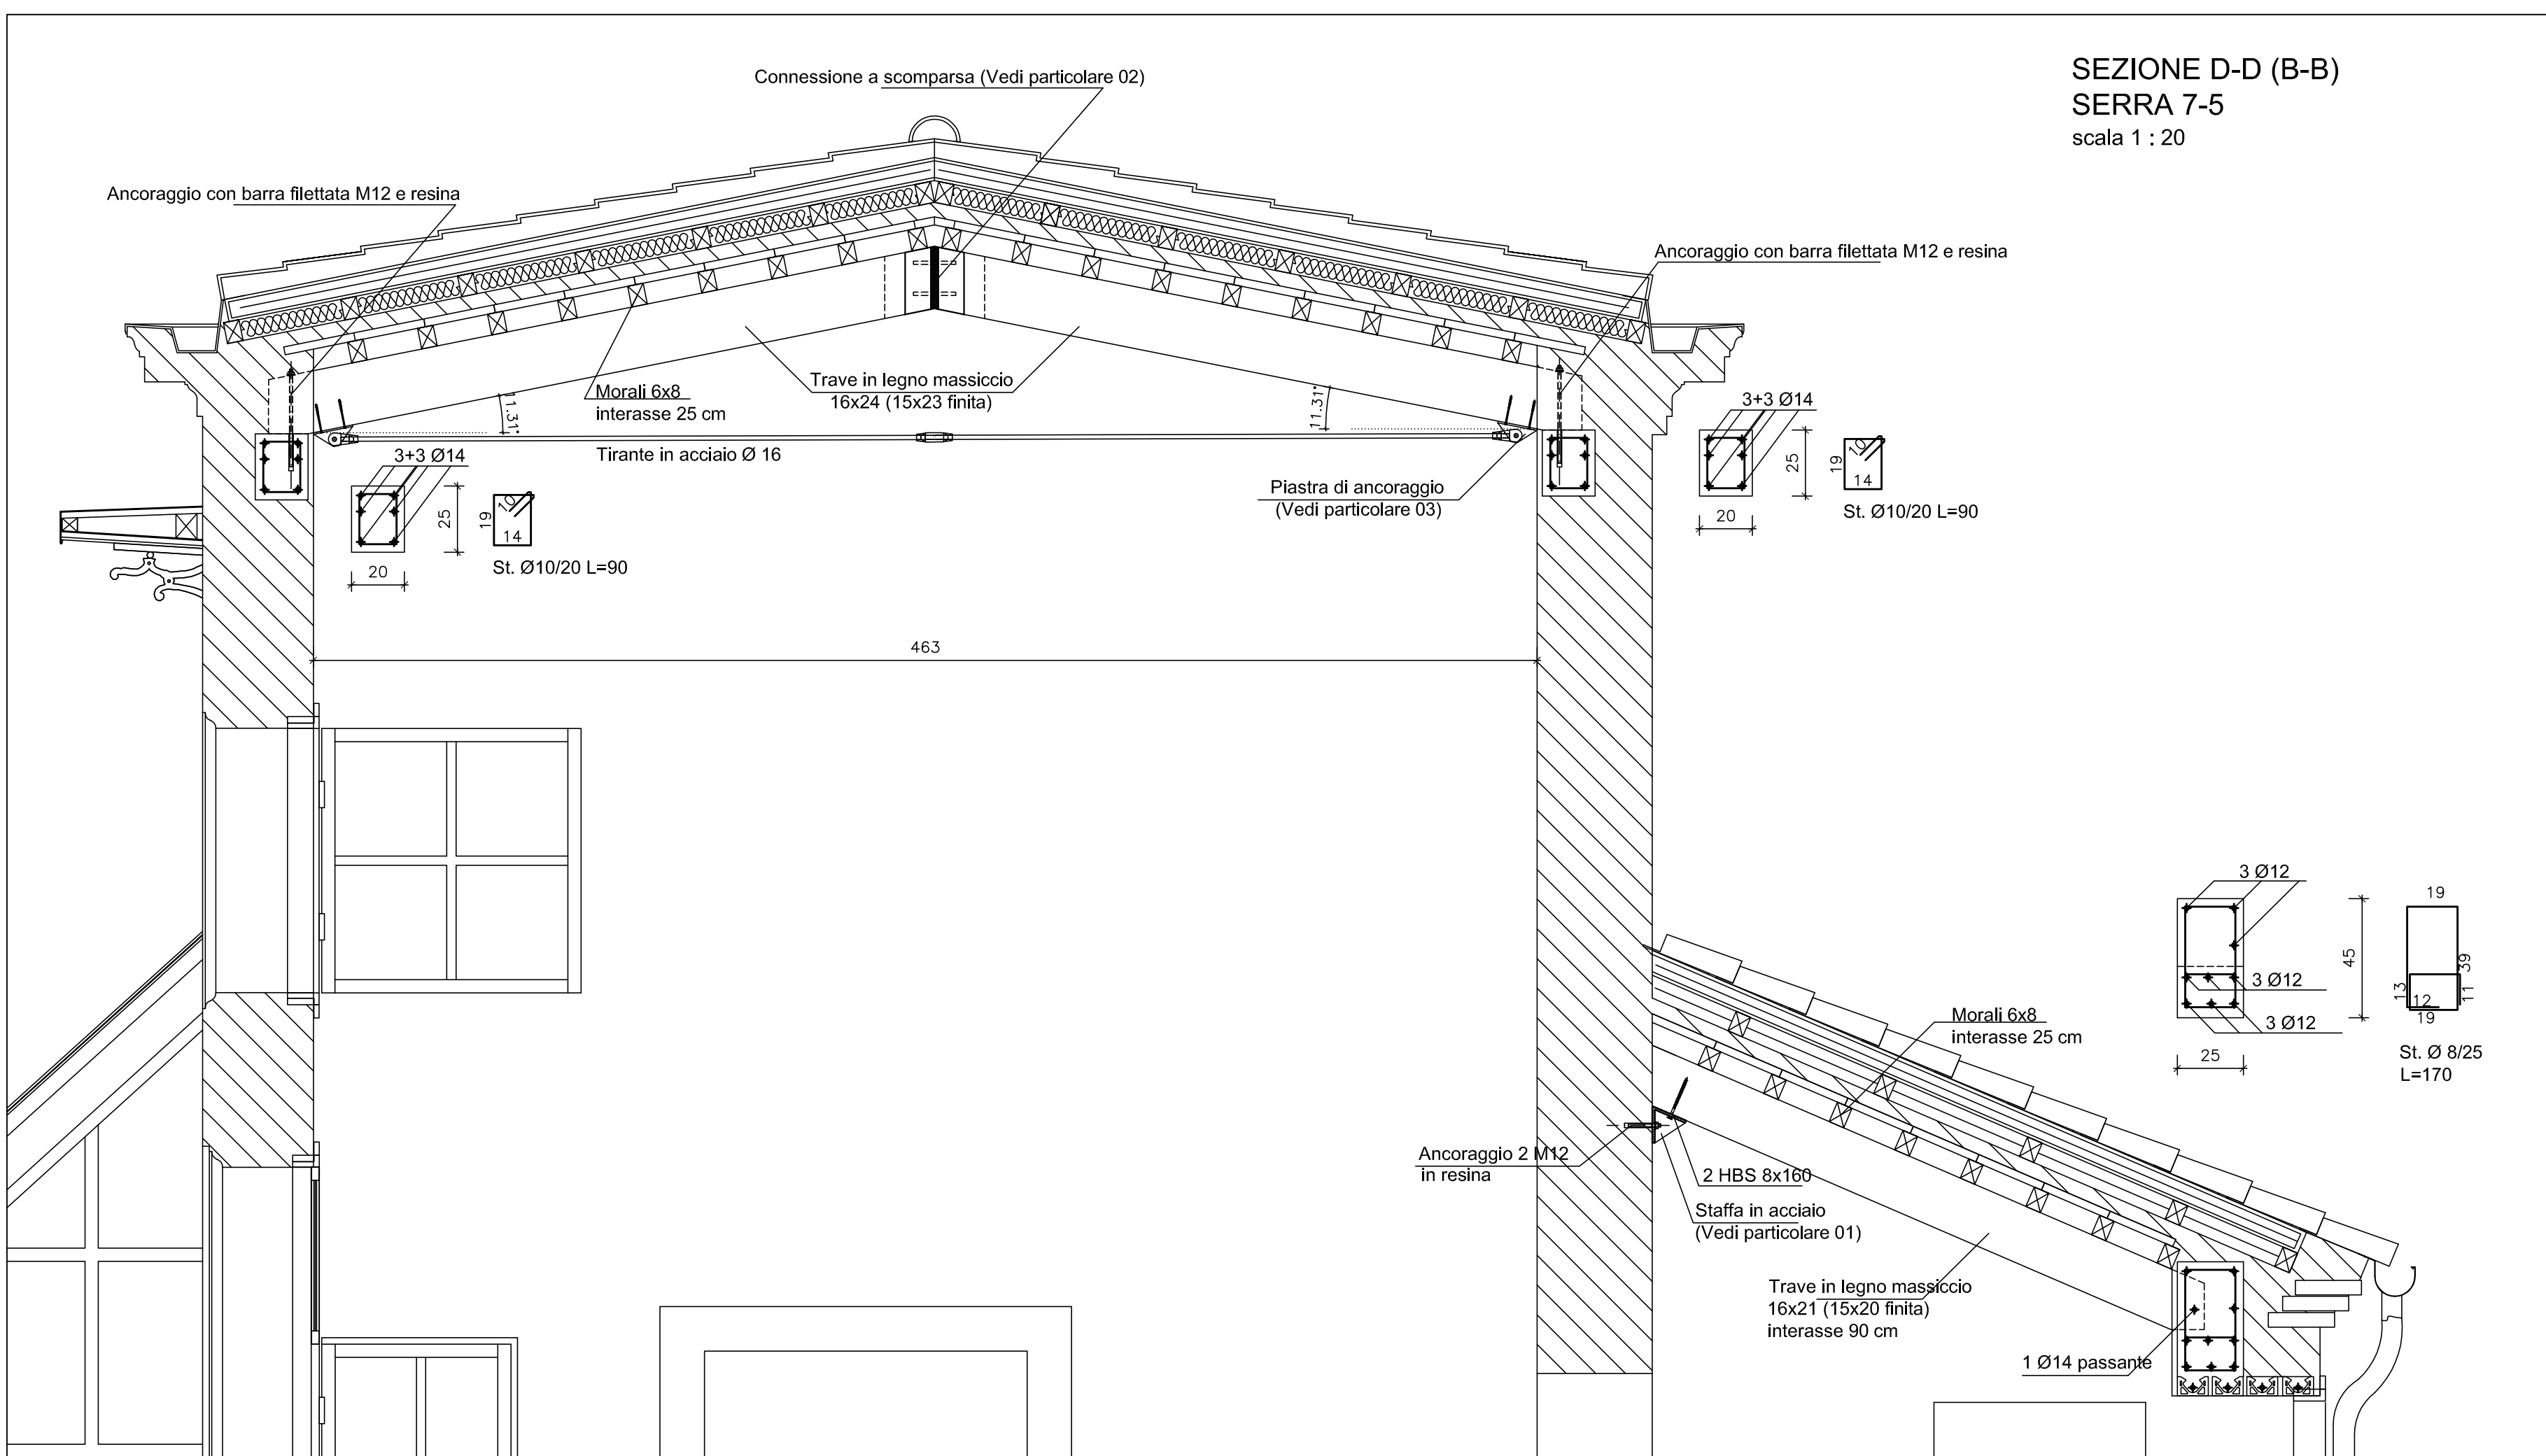 SEZIONE D-D (B-B)
SERRA 7-5
scala 1 : 20
Connessione a scomparsa (Vedi particolare 02)
Ancoraggio con barra filettata M12 e resina
Ancoraggio con barra filettata M12 e resina
Morali 6x8
interasse 25 cm
Trave in legno massiccio
16x24 (15x23 finita)
11.31°
11.31°
Tirante in acciaio Ø 16
Piastra di ancoraggio
(Vedi particolare 03)
3+3 Ø14
25
20
19
10
14
St. Ø10/20 L=90
3+3 Ø14
25
20
19
10
14
St. Ø10/20 L=90
463
3 Ø12
3 Ø12
3 Ø12
45
25
19
39
13
12
11
19
St. Ø 8/25
L=170
Morali 6x8
interasse 25 cm
Ancoraggio 2 M12
in resina
2 HBS 8x160
Staffa in acciaio
(Vedi particolare 01)
Trave in legno massiccio
16x21 (15x20 finita)
interasse 90 cm
1 Ø14 passante